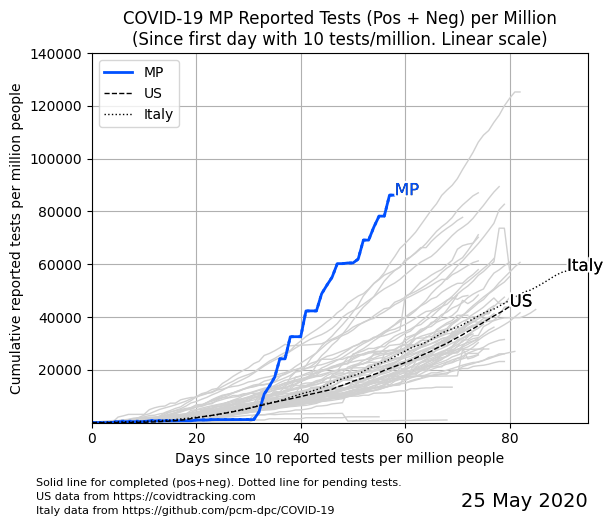 COVID-19 MP Reported Tests (Pos + Neg) per Million
(Since first day with 10 tests/million. Linear scale)
Cumulative reported tests per million people
140000
120000
100000
80000
60000
40000
20000
MP
US
Italy
MP
Italy
US
0
20
40
60
80
Days since 10 reported tests per million people
Solid line for completed (pos+neg). Dotted line for pending tests.
US data from https://covidtracking.com
Italy data from https://github.com/pcm-dpc/COVID-19
25 May 2020